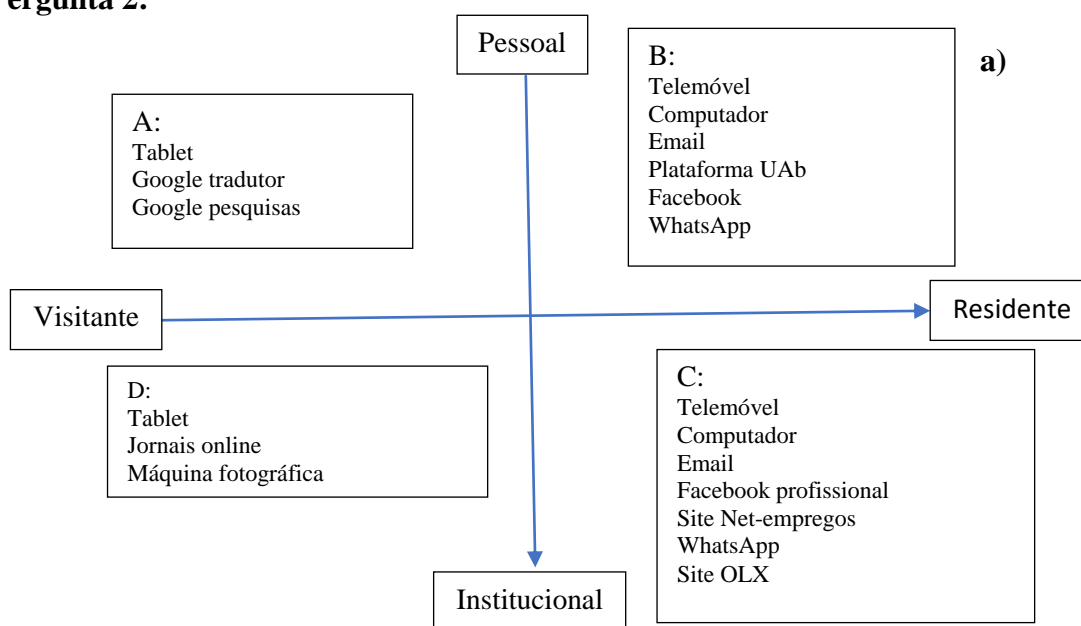 ergunta 2.
Pessoal
a)
A:
Tablet
Google tradutor
Google pesquisas
B:
Telemóvel
Computador
Email
Plataforma UAb
Facebook
WhatsApp
Visitante
Residente
D:
Tablet
Jornais online
Máquina fotográfica
C:
Telemóvel
Computador
Email
Facebook profissional
Site Net-empregos
WhatsApp
Site OLX
Institucional